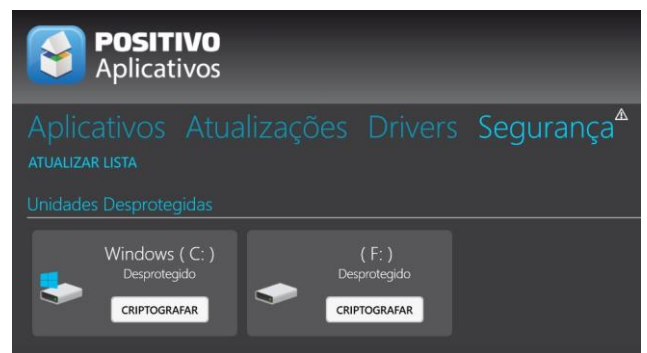 POSITIVO
Aplicativos
Aplicativos Atualizações Drivers Segurança
ATUALIZAR LISTA
Unidades Desprotegidas
Windows ( C: )
Desprotegido
CRIPTOGRAFAR
( F: )
Desprotegido
CRIPTOGRAFAR